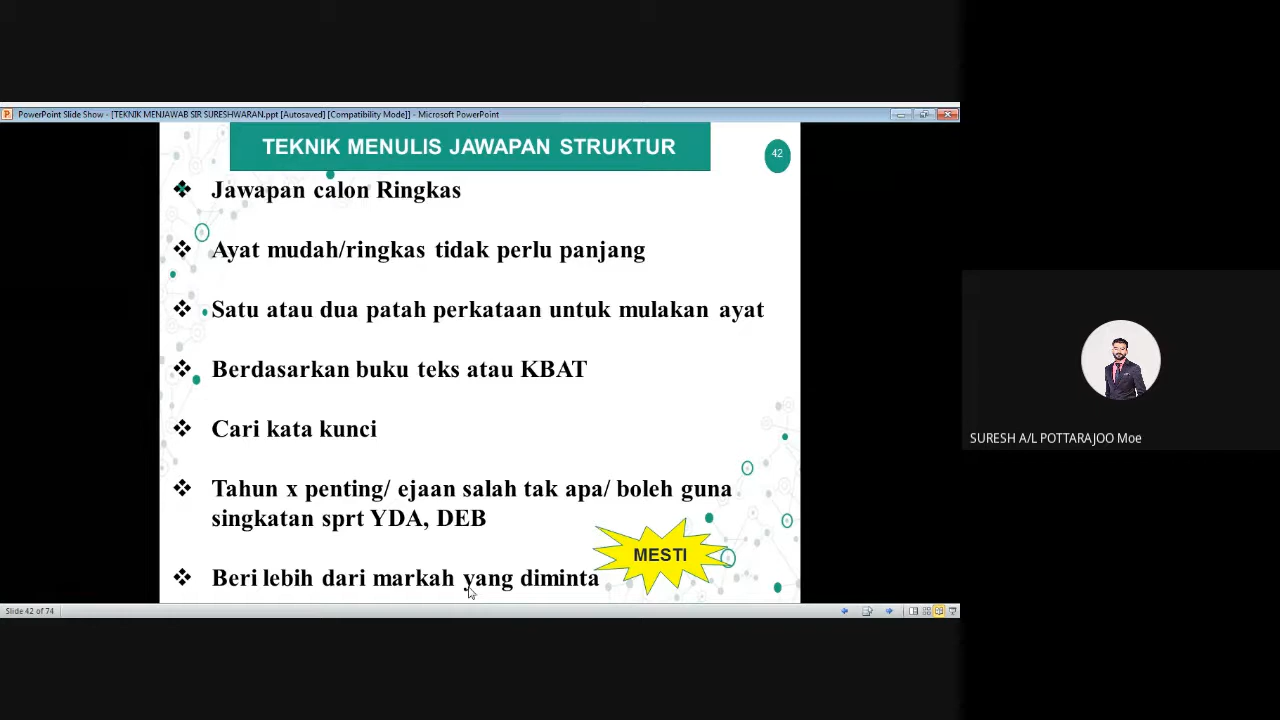 PowerPoint Slide Show - [TEKNIK MENJAWAB SIR SURESHWARAN.ppt [Autosaved] [Compatibility Mode]] - Microsoft PowerPoint
TEKNIK MENULIS JAWAPAN STRUKTUR
42
Jawapan calon Ringkas
Ayat mudah/ringkas tidak perlu panjang
Satu atau dua patah perkataan untuk mulakan ayat
Berdasarkan buku teks atau KBAT
Cari kata kunci
Tahun x penting/ ejaan salah tak apa/ boleh guna
singkatan sprt YDA, DEB
MESTI
Beri lebih dari markah yang diminta
Slide 42 of 74
SURESH A/L POTTARAJOO Moe